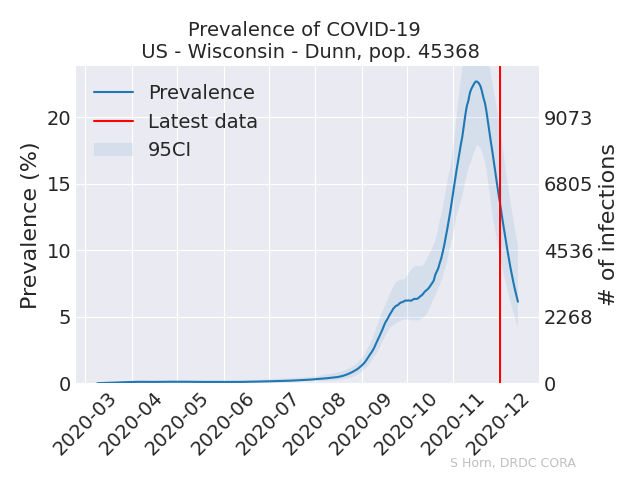 Prevalence of COVID-19
US - Wisconsin - Dunn, pop. 45368
Prevalence
Latest data
95CI
Prevalence (%)
20
15
10
5
0
# of infections
9073
6805
4536
2268
0
2020-03
2020-04
2020-05
2020-06
2020-07
2020-08
2020-09
2020-10
2020-11
2020-12
S Horn, DRDC CORA